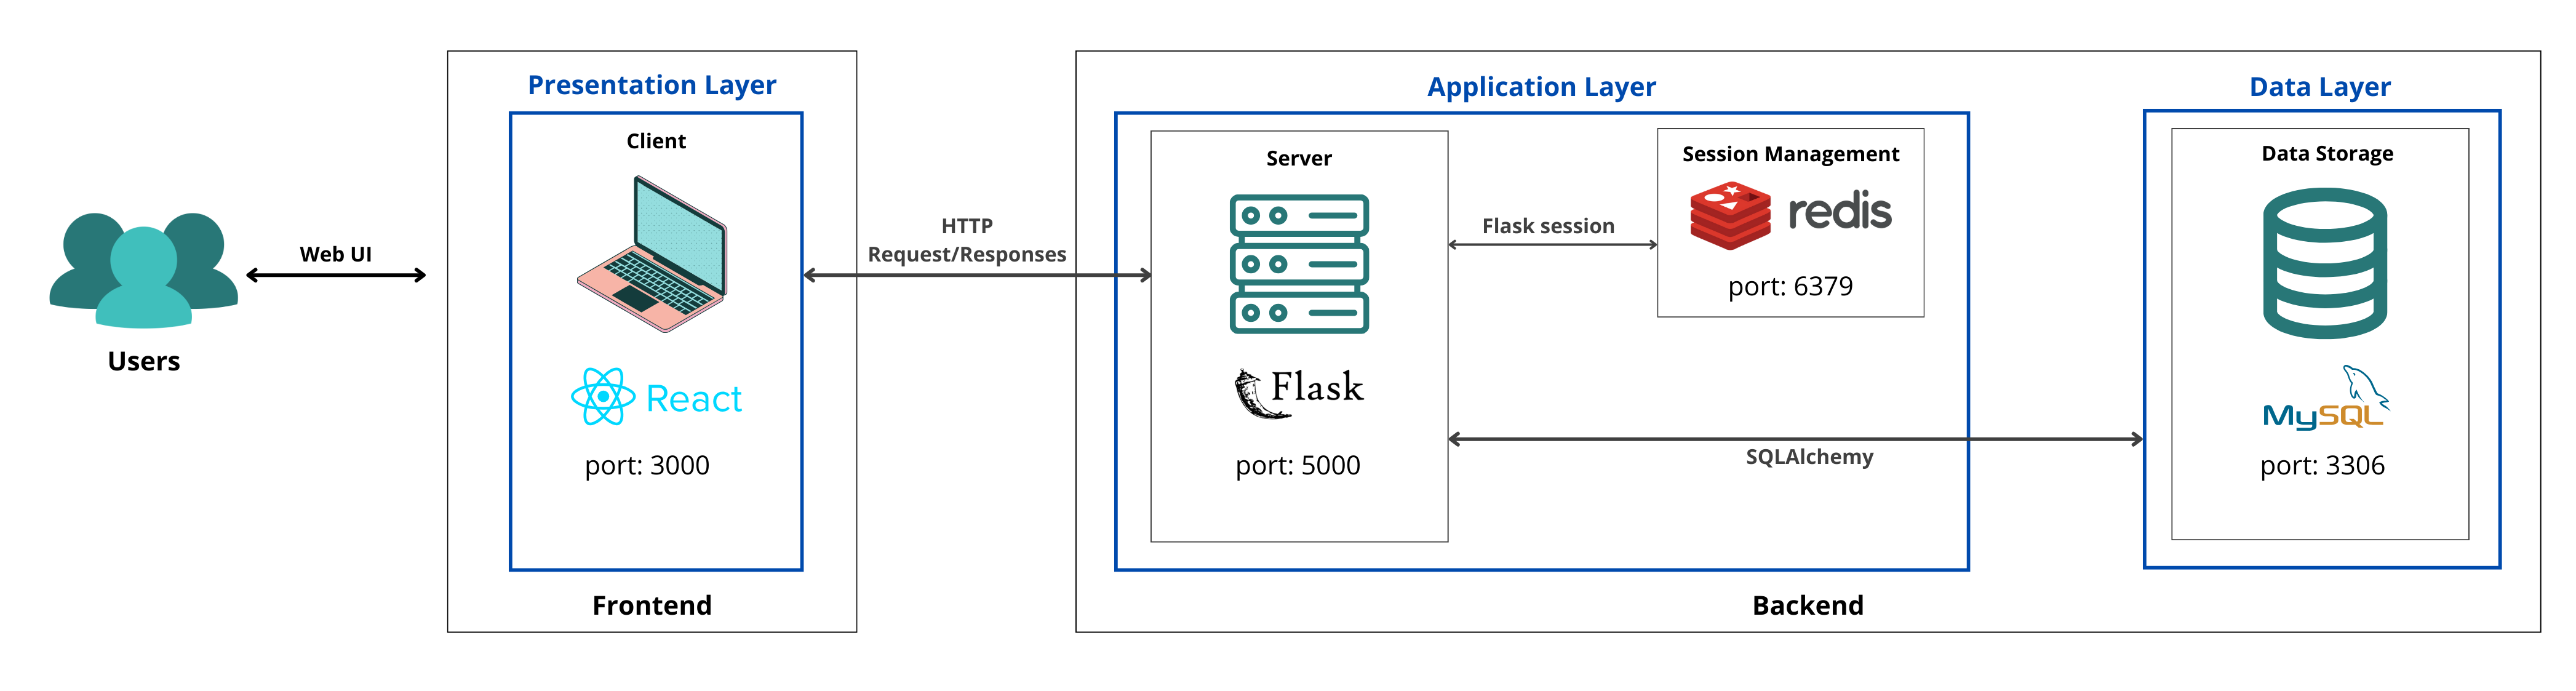 Users
Web UI
Presentation Layer
Client
React
port: 3000
Frontend
HTTP
Request/Responses
Application Layer
Server
Flask
port: 5000
Flask session
Session Management
redis
port: 6379
SQLAlchemy
Data Layer
Data Storage
MySQL
port: 3306
Backend